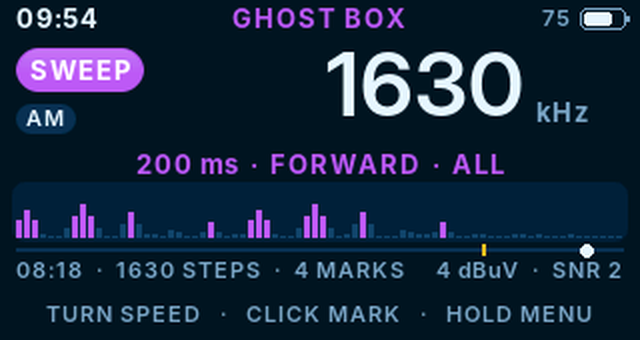 09:54 GHOST BOX 75
SWEEP
1630 kHz
AM
200 ms · FORWARD · ALL
08:18 · 1630 STEPS · 4 MARKS 4 dBuV · SNR 2
TURN SPEED · CLICK MARK · HOLD MENU